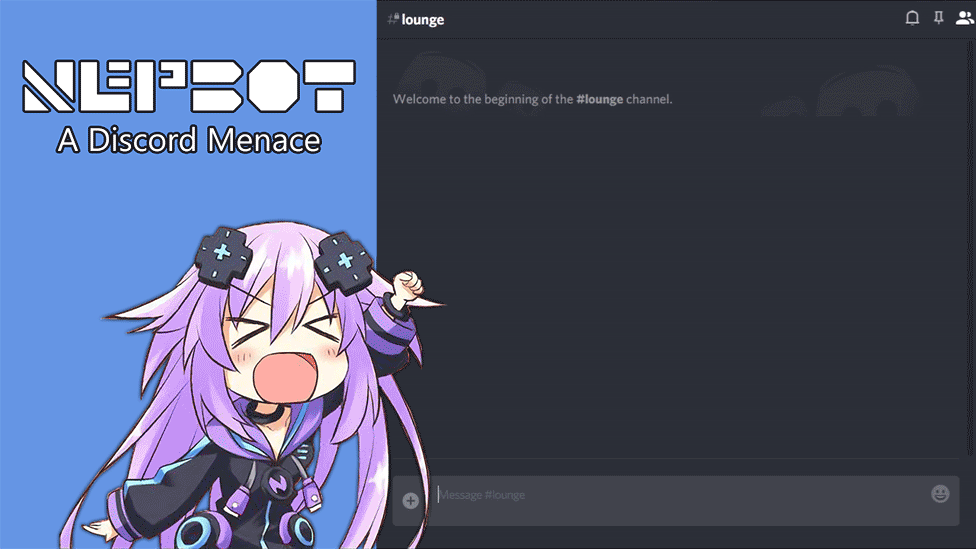 NEPBOT
A Discord Menace
#lounge
Welcome to the beginning of the #lounge channel.
Message #lounge
N